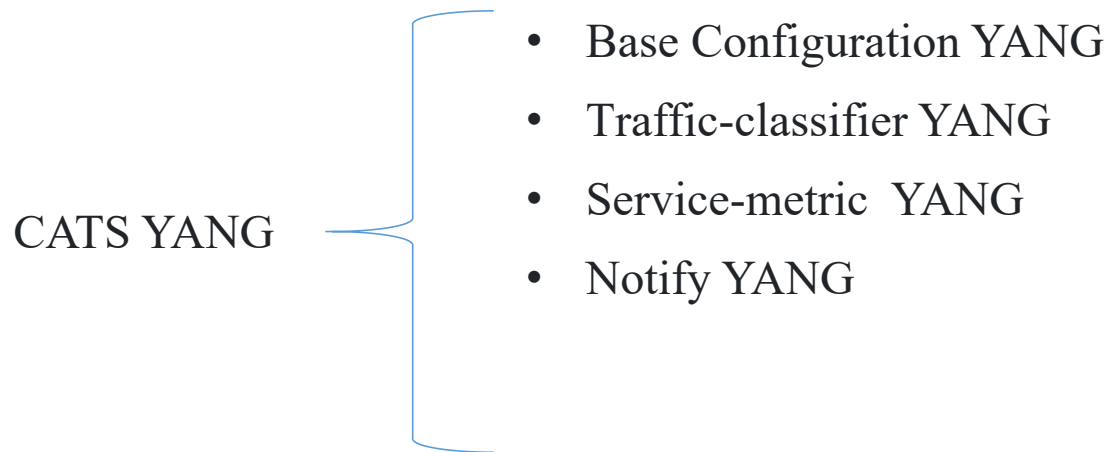 CATS YANG
• Base Configuration YANG
• Traffic-classifier YANG
• Service-metric  YANG
• Notify YANG